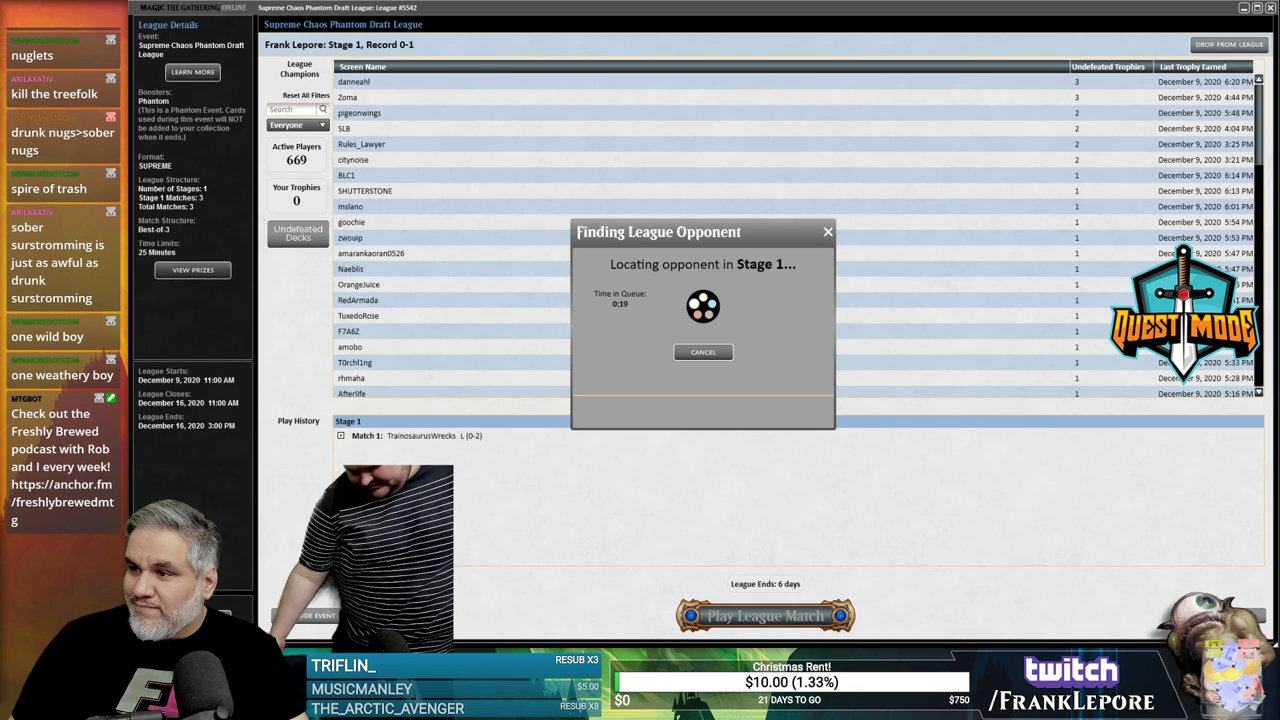 MAGIC THE GATHERING ONLINE
Supreme Chaos Phantom Draft League: League #5542
League Details
Event:
Supreme Chaos Phantom Draft
League
LEARN MORE
Boosters:
Phantom
(This is a Phantom Event. Cards
used during this event will NOT
be added to your collection
when it ends.)
Format:
SUPREME
League Structure:
Number of Stages: 1
Stage 1 Matches: 3
Total Matches: 3
Match Structure:
Best-of-3
Time Limits:
25 Minutes
VIEW PRIZES
League Starts:
December 9, 2020 11:00 AM
League Closes:
December 16, 2020 11:00 AM
League Ends:
December 16, 2020 3:00 PM
nuglets
ARILAXATIV
kill the treefolk
drunk nugs>sober
nugs
spire of trash
ARILAXATIV
sober
surstromming is
just as awful as
drunk
surstromming
one wild boy
one weathery boy
MTGBOT
Check out the
Freshly Brewed
podcast with Rob
and I every week!
https://anchor.fm
/freshlybrewedmt
g
Supreme Chaos Phantom Draft League
Frank Lepore: Stage 1, Record 0-1
DROP FROM LEAGUE
League
Champions
Reset All Filters
Search
Everyone
Active Players
669
Your Trophies
0
Undefeated
Decks
Screen Name Undefeated Trophies Last Trophy Earned
danneahl 3 December 9, 2020 6:20 PM
Zoma 3 December 9, 2020 4:44 PM
pigeonwings 2 December 9, 2020 5:48 PM
SLB 2 December 9, 2020 4:04 PM
Rules_Lawyer 2 December 9, 2020 3:25 PM
citynoise 2 December 9, 2020 3:21 PM
BLC1 1 December 9, 2020 6:14 PM
SHUTTERSTONE 1 December 9, 2020 6:13 PM
mslano 1 December 9, 2020 6:01 PM
goochie 1 December 9, 2020 5:54 PM
zwouip 1 December 9, 2020 5:53 PM
amarankaoran0526 1 5:47 PM
Naeblis 1 5:47 PM
OrangeJuice 1
RedArmada 1
TuxedoRose 1
F7A6Z 1
amobo 1
T0rchl1ng 1 5:33 PM
rhmaha 1 5:28 PM
Afterlife 1 December 9, 2020 5:16 PM
Finding League Opponent
Locating opponent in Stage 1...
Time in Queue:
0:19
CANCEL
QUEST MODE
Play History
Stage 1
Match 1: TrainosaurusWrecks L (0-2)
League Ends: 6 days
Play League Match
IDE EVENT
TRIFLIN_ RESUB X3
MUSICMANLEY $5.00
THE_ARCTIC_AVENGER RESUB X8
Christmas Rent!
$10.00 (1.33%)
$0 21 DAYS TO GO $750
twitch
/FRANKLEPORE